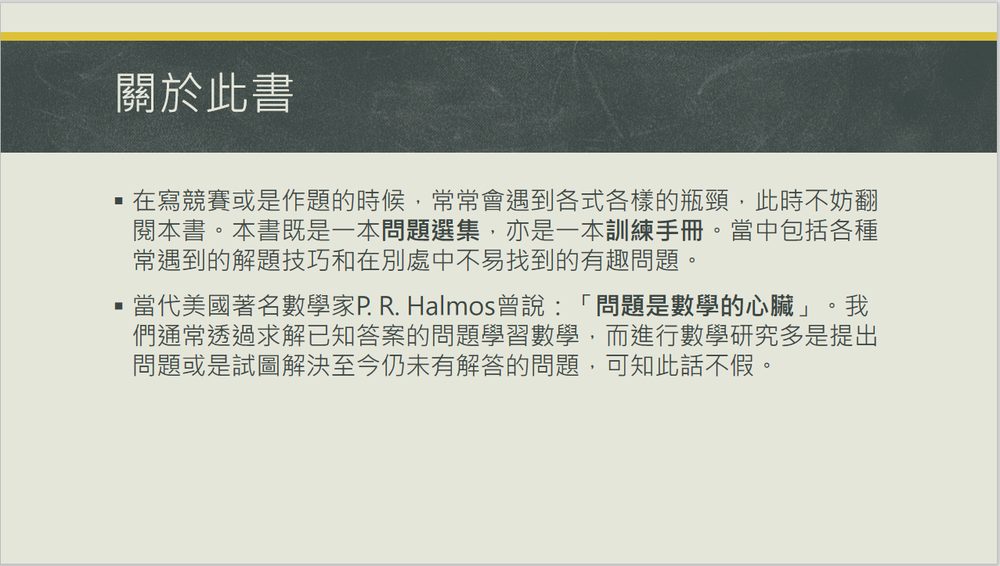 關於此書
▪ 在寫競賽或是作題的時候，常常會遇到各式各樣的瓶頸，此時不妨翻
閱本書。本書既是一本問題選集，亦是一本訓練手冊。當中包括各種
常遇到的解題技巧和在別處中不易找到的有趣問題。
▪ 當代美國著名數學家P. R. Halmos曾說：「問題是數學的心臟」。我
們通常透過求解已知答案的問題學習數學，而進行數學研究多是提出
問題或是試圖解決至今仍未有解答的問題，可知此話不假。